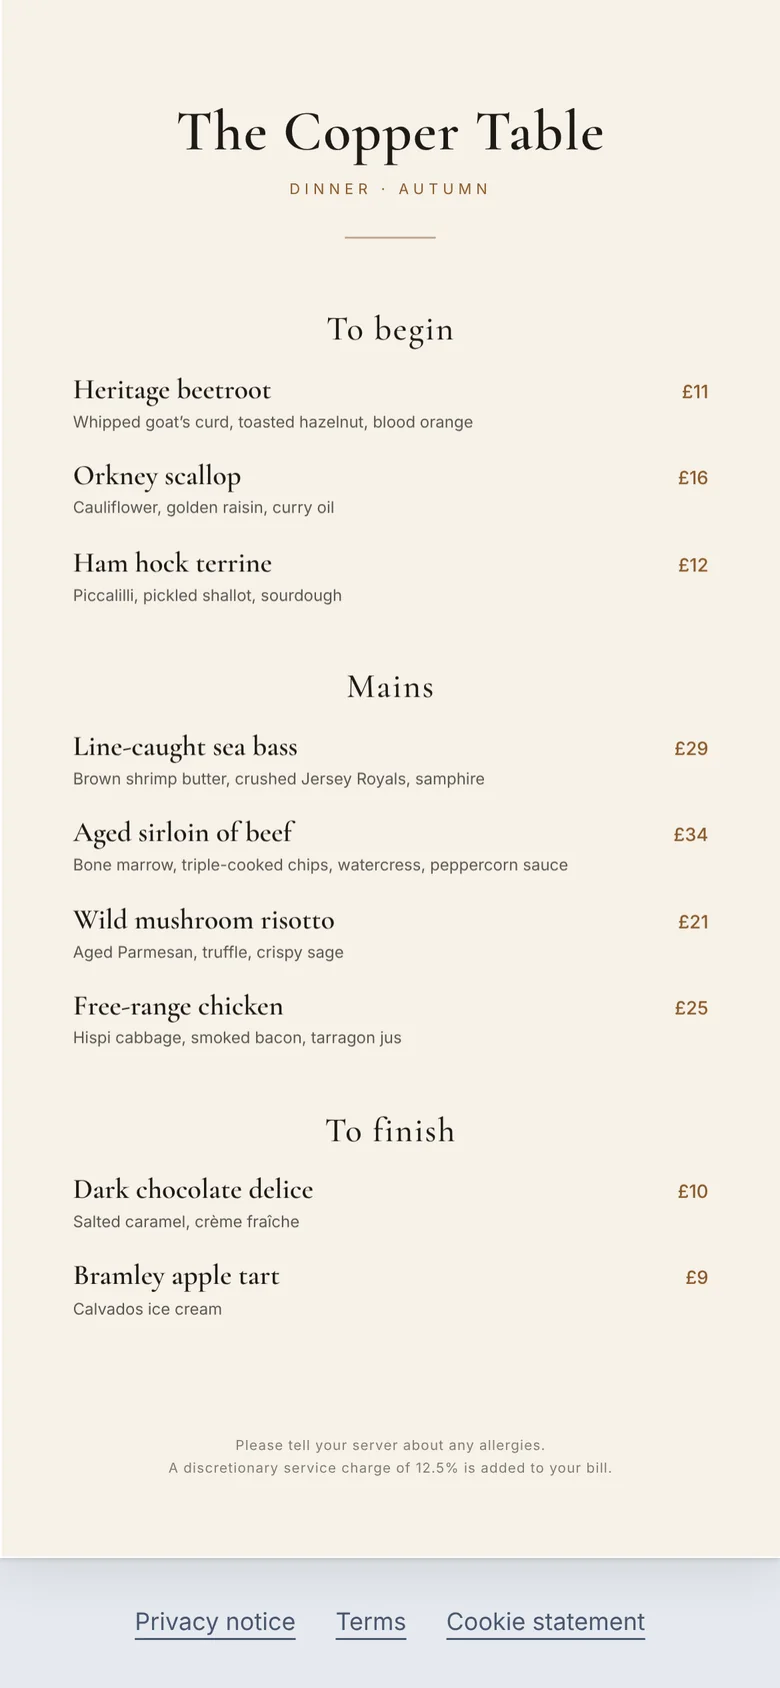 The Copper Table
DINNER · AUTUMN
To begin
Heritage beetroot £11
Whipped goat’s curd, toasted hazelnut, blood orange
Orkney scallop £16
Cauliflower, golden raisin, curry oil
Ham hock terrine £12
Piccalilli, pickled shallot, sourdough
Mains
Line-caught sea bass £29
Brown shrimp butter, crushed Jersey Royals, samphire
Aged sirloin of beef £34
Bone marrow, triple-cooked chips, watercress, peppercorn sauce
Wild mushroom risotto £21
Aged Parmesan, truffle, crispy sage
Free-range chicken £25
Hispi cabbage, smoked bacon, tarragon jus
To finish
Dark chocolate delice £10
Salted caramel, crème fraîche
Bramley apple tart £9
Calvados ice cream
Please tell your server about any allergies.
A discretionary service charge of 12.5% is added to your bill.
Privacy notice Terms Cookie statement